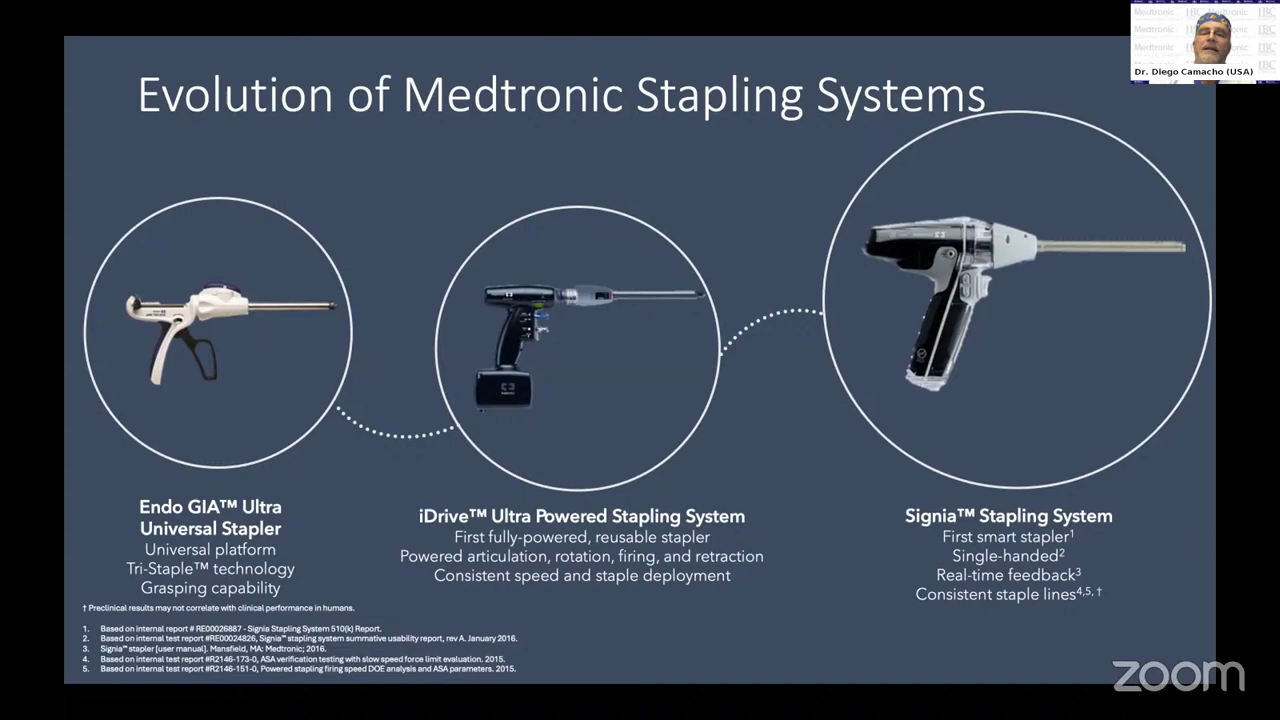 Evolution of Medtronic Stapling Systems
Medtronic
IBC
Dr. Diego Camacho (USA)
Endo GIA™ Ultra
Universal Stapler
Universal platform
Tri-Staple™ technology
Grasping capability
iDrive™ Ultra Powered Stapling System
First fully-powered, reusable stapler
Powered articulation, rotation, firing, and retraction
Consistent speed and staple deployment
Signia™ Stapling System
First smart stapler¹
Single-handed²
Real-time feedback³
Consistent staple lines⁴,⁵, †
† Preclinical results may not correlate with clinical performance in humans.
1. Based on internal report # RE00026887 - Signia Stapling System 510(k) Report.
2. Based on internal test report #RE00024826, Signia™ stapling system summative usability report, rev A. January 2016.
3. Signia™ stapler [user manual]. Mansfield, MA: Medtronic; 2016.
4. Based on internal test report #R2146-173-0, ASA verification testing with slow speed force limit evaluation. 2015.
5. Based on internal test report #R2146-151-0, Powered stapling firing speed DOE analysis and ASA parameters. 2015.
zoom